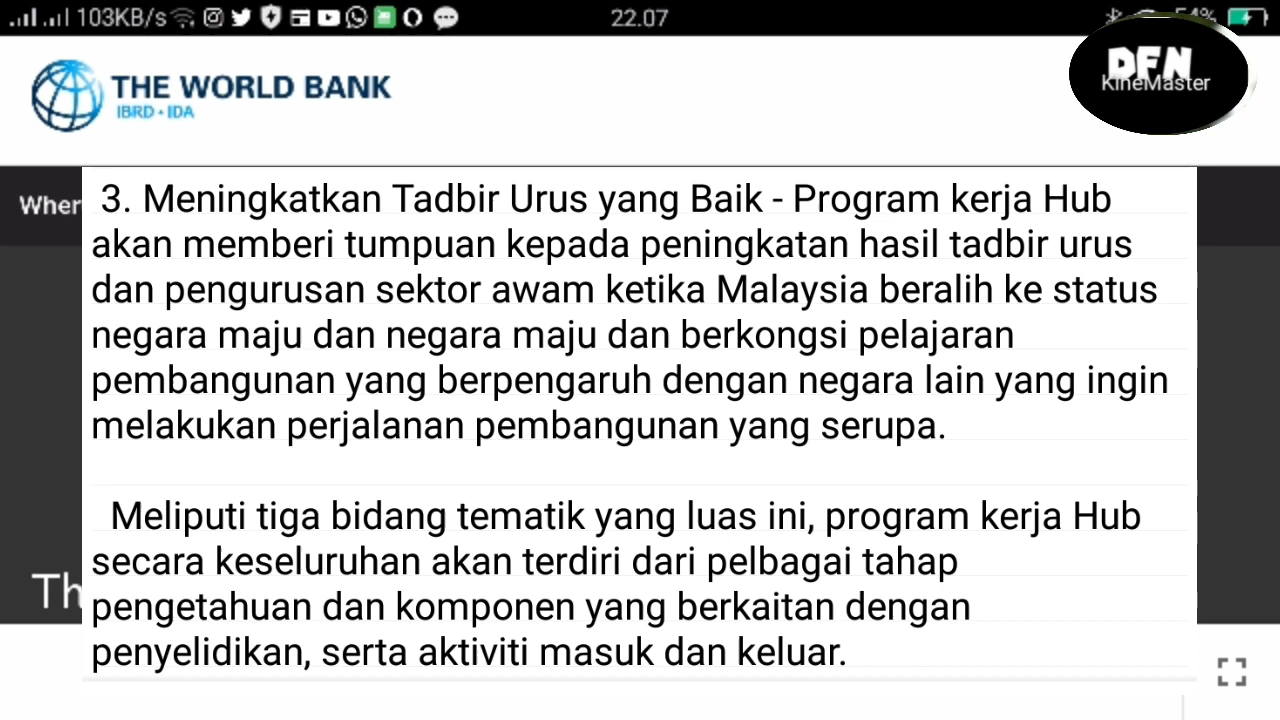 103KB/s 22.07 54%
DFN
KineMaster
THE WORLD BANK
IBRD • IDA
Wher
3. Meningkatkan Tadbir Urus yang Baik - Program kerja Hub
akan memberi tumpuan kepada peningkatan hasil tadbir urus
dan pengurusan sektor awam ketika Malaysia beralih ke status
negara maju dan negara maju dan berkongsi pelajaran
pembangunan yang berpengaruh dengan negara lain yang ingin
melakukan perjalanan pembangunan yang serupa.
Meliputi tiga bidang tematik yang luas ini, program kerja Hub
secara keseluruhan akan terdiri dari pelbagai tahap
Th
pengetahuan dan komponen yang berkaitan dengan
penyelidikan, serta aktiviti masuk dan keluar.